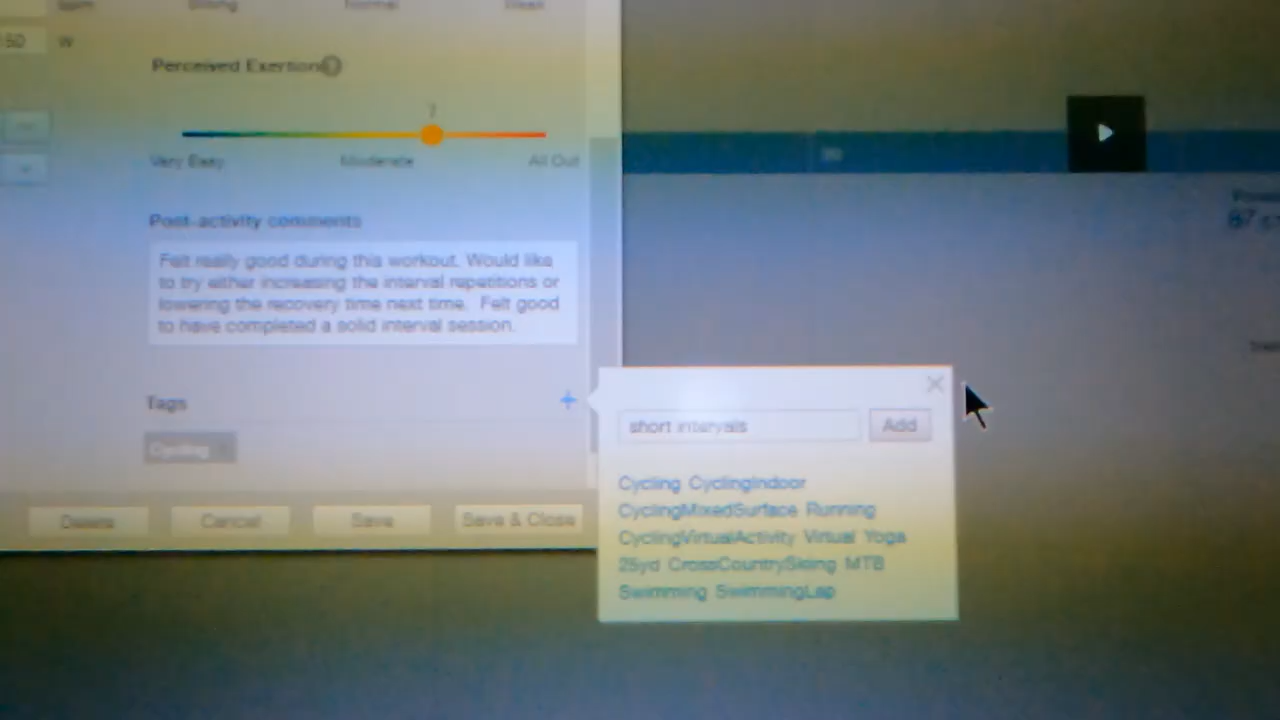 Strong Normal Weak
W
Perceived Exertion ?
7
Very Easy Moderate All Out
Post-activity comments
Felt really good during this workout. Would like
to try either increasing the interval repetitions or
lowering the recovery time next time. Felt good
to have completed a solid interval session.
Tags
+
Cycling
Delete Cancel Save Save & Close
short intervals
Add
Cycling CyclingIndoor
CyclingMixedSurface Running
CyclingVirtualActivity Virtual Yoga
25yd CrossCountrySkiing MTB
Swimming SwimmingLap